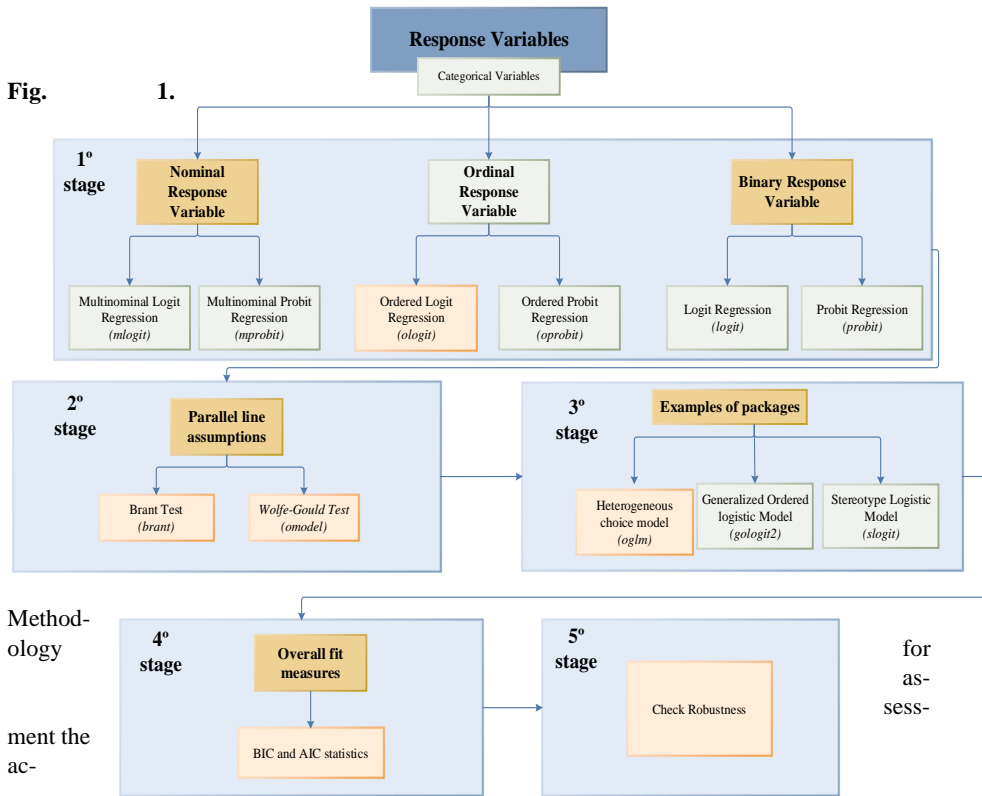 Response Variables
Categorical Variables
Fig. 1.
1º
stage
Nominal
Response
Variable
Ordinal
Response
Variable
Binary Response
Variable
Multinominal Logit
Regression
(mlogit)
Multinominal Probit
Regression
(mprobit)
Ordered Logit
Regression
(ologit)
Ordered Probit
Regression
(oprobit)
Logit Regression
(logit)
Probit Regression
(probit)
2º
stage
Parallel line
assumptions
Brant Test
(brant)
Wolfe-Gould Test
(omodel)
3º
stage
Examples of packages
Heterogeneous
choice model
(oglm)
Generalized Ordered
logistic Model
(gologit2)
Stereotype Logistic
Model
(slogit)
Method-
ology
4º
stage
Overall fit
measures
BIC and AIC statistics
5º
stage
Check Robustness
for
as-
sess-
ment the
ac-